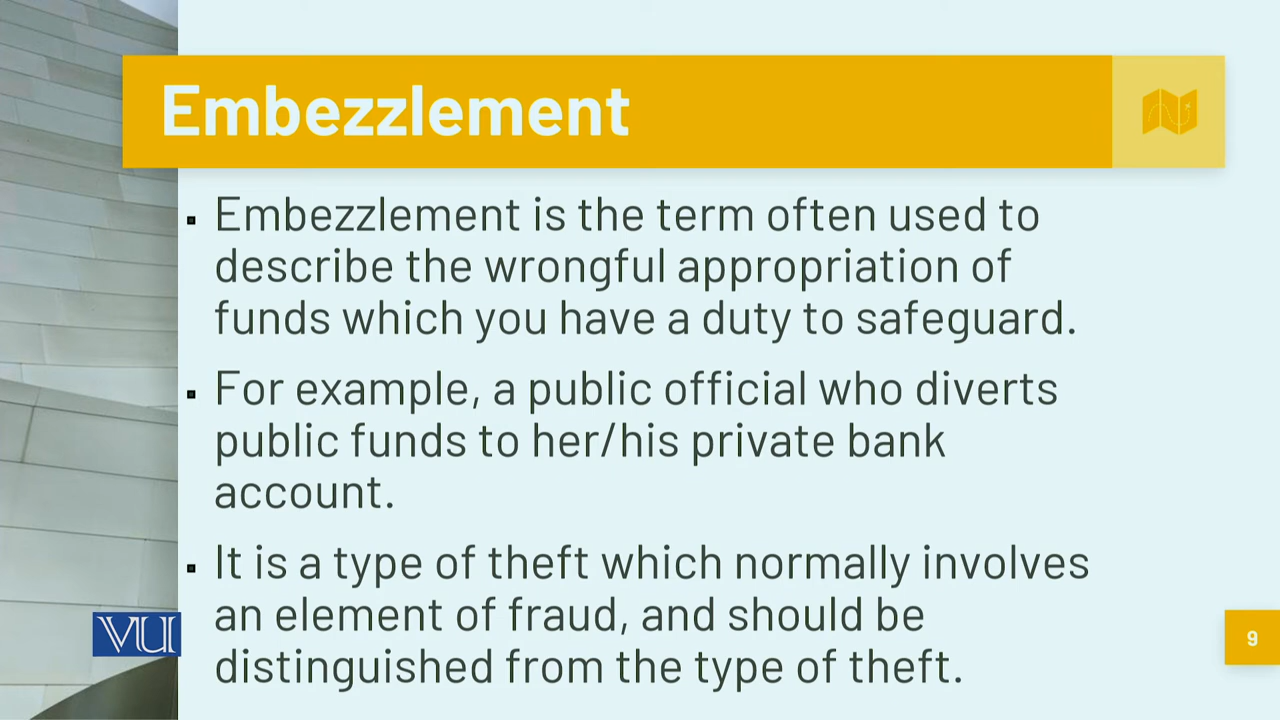 Embezzlement
▪ Embezzlement is the term often used to
describe the wrongful appropriation of
funds which you have a duty to safeguard.
▪ For example, a public official who diverts
public funds to her/his private bank
account.
▪ It is a type of theft which normally involves
an element of fraud, and should be
distinguished from the type of theft.
VU
9